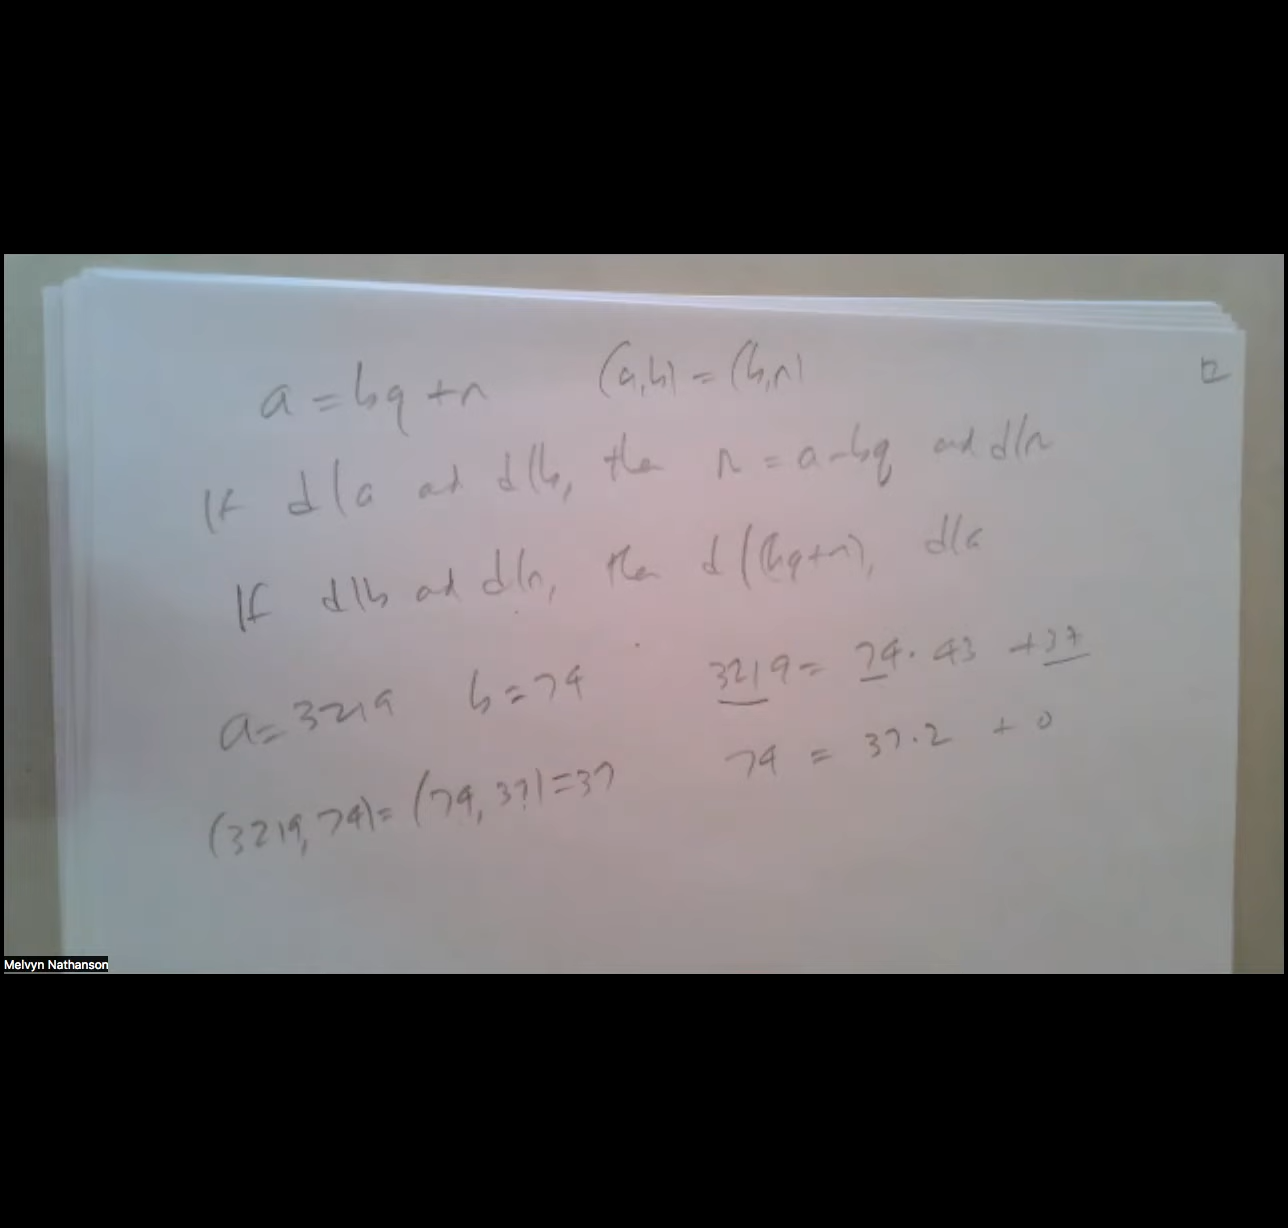 a = bq + r (a,b) = (b,r) 12
If d|a and d|b, then r = a-bq and d|r
If d|b and d|r, then d|(bq+r), d|a
a = 3219 b = 74 3219 = 74·43 + 37
(3219,74) = (74,37) = 37 74 = 37·2 + 0
Melvyn Nathanson